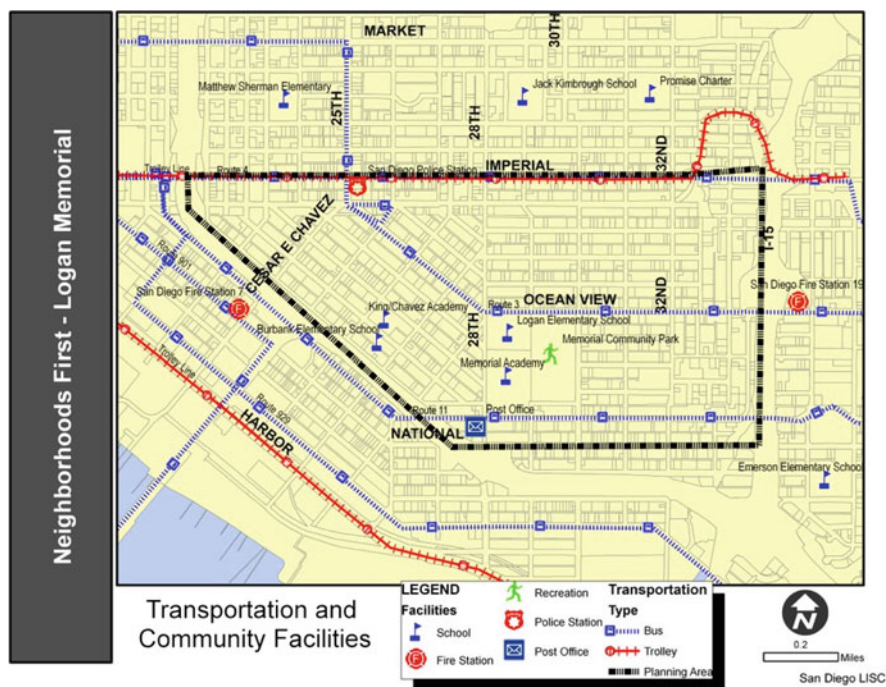 Neighborhoods First - Logan Memorial
MARKET
30TH
Matthew Sherman Elementary
Jack Kimbrough School
Promise Charter
25TH
28TH
32ND
Trolley Line
Route 4
San Diego Police Station
IMPERIAL
CESAR E CHAVEZ
I-15
Route 901
San Diego Fire Station 7
King/Chavez Academy
Route 3
OCEAN VIEW
32ND
San Diego Fire Station 19
Burbank Elementary School
28TH
Logan Elementary School
Memorial Community Park
Trolley Line
Memorial Academy
Route 929
Route 11
Post Office
HARBOR
NATIONAL
Emerson Elementary School
Transportation and
Community Facilities
LEGEND
Facilities
School
Fire Station
Recreation
Police Station
Post Office
Transportation
Type
Bus
Trolley
Planning Area
N
0.2
Miles
San Diego LISC